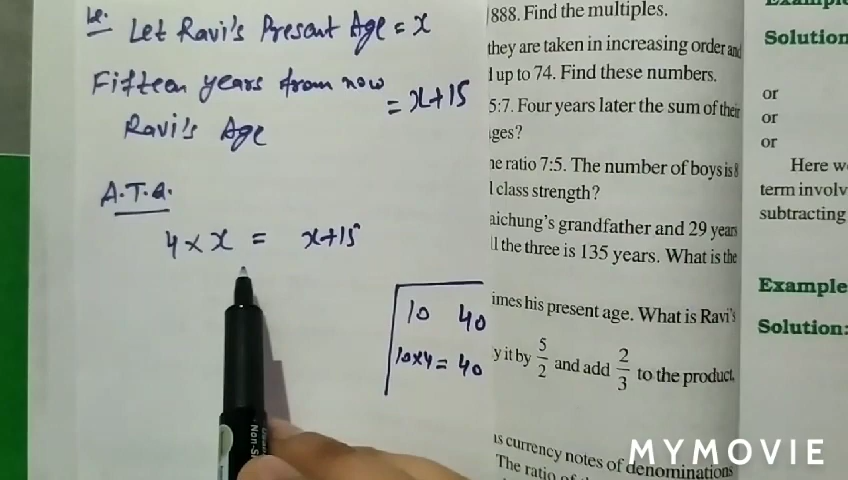 Let Ravi's Present Age = x
Fifteen years from now
= x+15
Ravi's Age
A.T.Q.
4 × x = x+15
10 40
10×4 = 40
888. Find the multiples.
they are taken in increasing order and
up to 74. Find these numbers.
5:7. Four years later the sum of their
ages?
ratio 7:5. The number of boys is 8
class strength?
aichung's grandfather and 29 years
the three is 135 years. What is the
imes his present age. What is Ravi's
y it by 5/2 and add 2/3 to the product,
is currency notes of denominations
The ratio of
Solution
or
or
or
Here w
term involv
subtracting
Example
Solution:
MYMOVIE